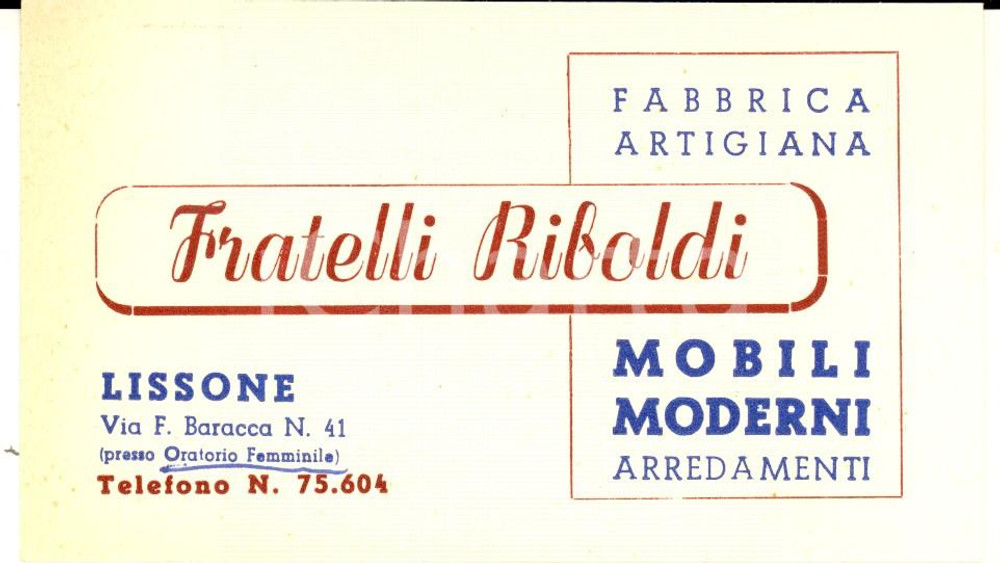 FABBRICA
ARTIGIANA
Fratelli Riboldi
MOBILI
MODERNI
ARREDAMENTI
LISSONE
Via F. Baracca N. 41
(presso Oratorio Femminile)
Telefono N. 75.604